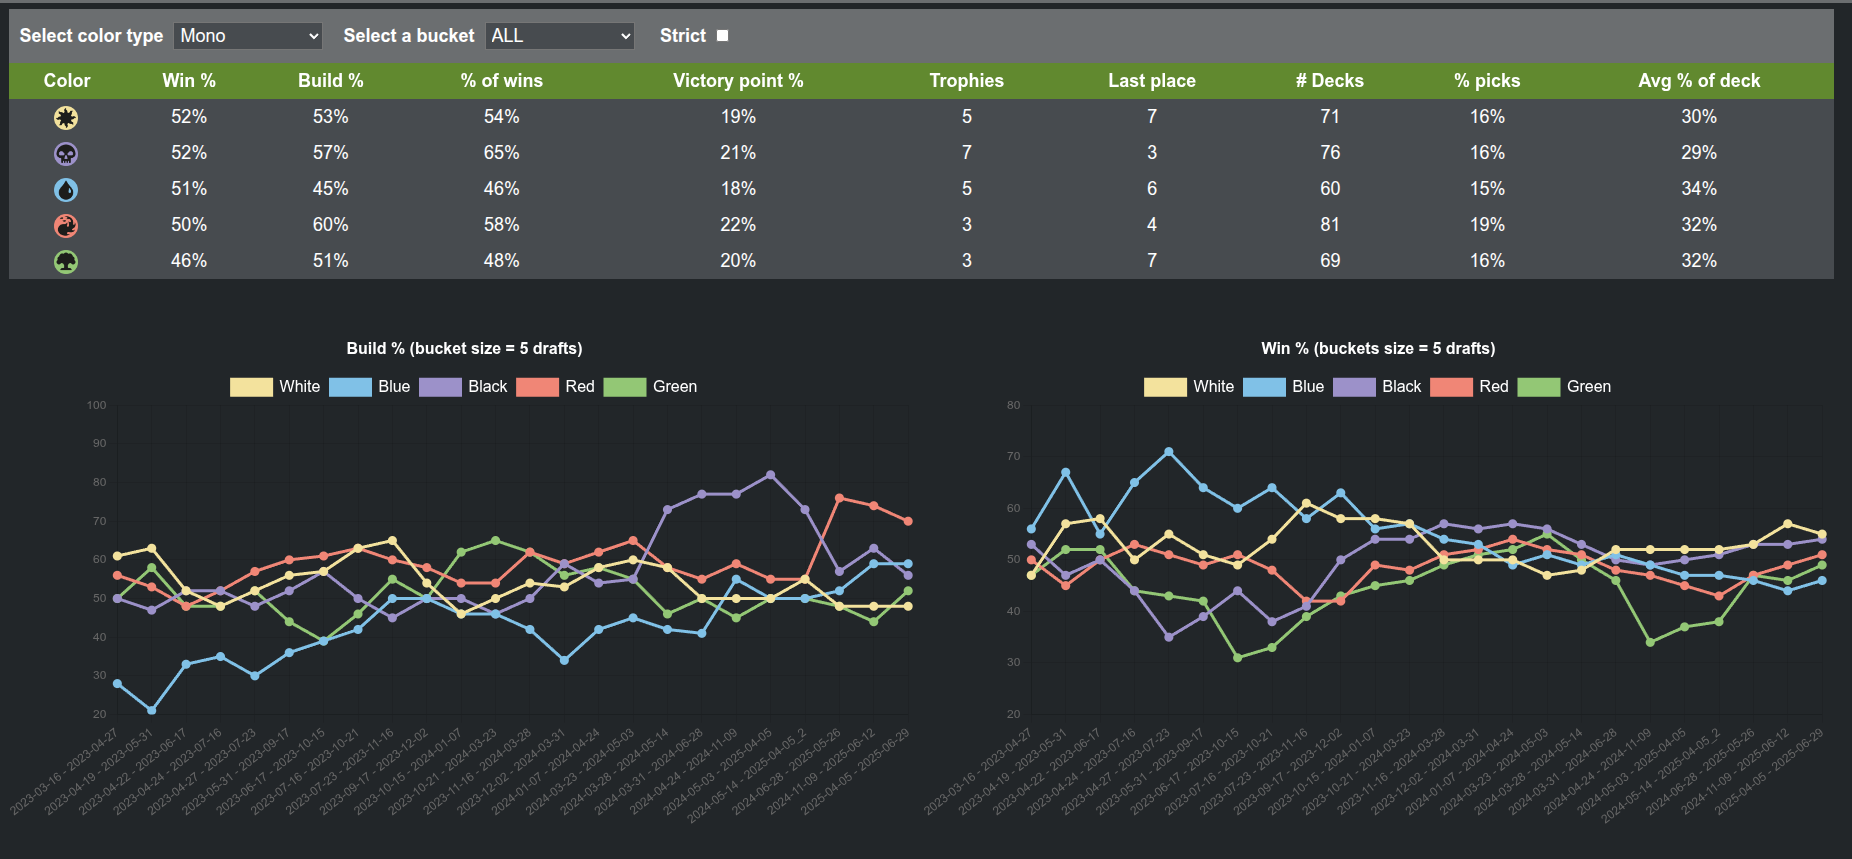 Select color type Mono Select a bucket ALL Strict
Color Win % Build % % of wins Victory point % Trophies Last place # Decks % picks Avg % of deck
52% 53% 54% 19% 5 7 71 16% 30%
52% 57% 65% 21% 7 3 76 16% 29%
51% 45% 46% 18% 5 6 60 15% 34%
50% 60% 58% 22% 3 4 81 19% 32%
46% 51% 48% 20% 3 7 69 16% 32%
Build % (bucket size = 5 drafts)
White Blue Black Red Green
100
90
80
70
60
50
40
30
20
2023-03-16 - 2023-04-27
2023-04-19 - 2023-05-31
2023-04-22 - 2023-06-17
2023-04-24 - 2023-07-16
2023-04-27 - 2023-07-23
2023-05-31 - 2023-09-17
2023-06-17 - 2023-10-15
2023-07-16 - 2023-10-21
2023-07-23 - 2023-11-16
2023-09-17 - 2023-12-02
2023-10-15 - 2024-01-07
2023-10-21 - 2024-03-23
2023-11-16 - 2024-03-28
2023-12-02 - 2024-03-31
2024-01-07 - 2024-04-24
2024-03-23 - 2024-05-03
2024-03-28 - 2024-05-14
2024-03-31 - 2024-06-28
2024-04-24 - 2024-11-09
2024-05-03 - 2025-04-05
2024-05-14 - 2025-04-05_2
2024-06-28 - 2025-05-26
2024-11-09 - 2025-06-12
2025-04-05 - 2025-06-29
Win % (buckets size = 5 drafts)
White Blue Black Red Green
80
70
60
50
40
30
20
2023-03-16 - 2023-04-27
2023-04-19 - 2023-05-31
2023-04-22 - 2023-06-17
2023-04-24 - 2023-07-16
2023-04-27 - 2023-07-23
2023-05-31 - 2023-09-17
2023-06-17 - 2023-10-15
2023-07-16 - 2023-10-21
2023-07-23 - 2023-11-16
2023-09-17 - 2023-12-02
2023-10-15 - 2024-01-07
2023-10-21 - 2024-03-23
2023-11-16 - 2024-03-28
2023-12-02 - 2024-03-31
2024-01-07 - 2024-04-24
2024-03-23 - 2024-05-03
2024-03-28 - 2024-05-14
2024-03-31 - 2024-06-28
2024-04-24 - 2024-11-09
2024-05-03 - 2025-04-05
2024-05-14 - 2025-04-05_2
2024-06-28 - 2025-05-26
2024-11-09 - 2025-06-12
2025-04-05 - 2025-06-29